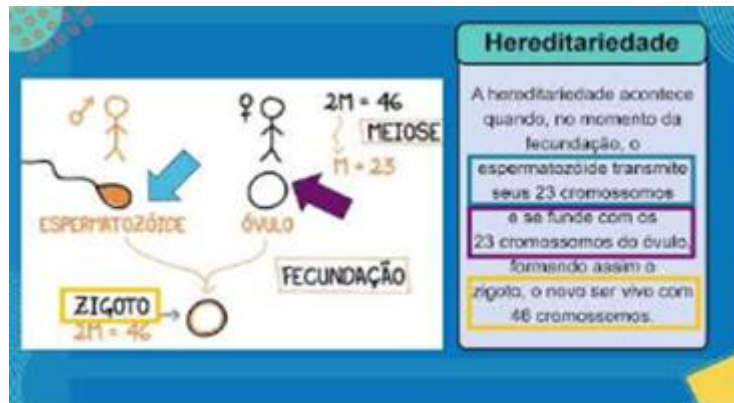 Hereditariedade
A hereditariedade acontece
quando, no momento da
fecundação, o
espermatozóide transmite
seus 23 cromossomos
e se funde com os
23 cromossomos do óvulo,
formando assim o
zigoto, o novo ser vivo com
46 cromossomos.
2M = 46
MEIOSE
M = 23
ESPERMATOZÓIDE
ÓVULO
FECUNDAÇÃO
ZIGOTO
2M = 46